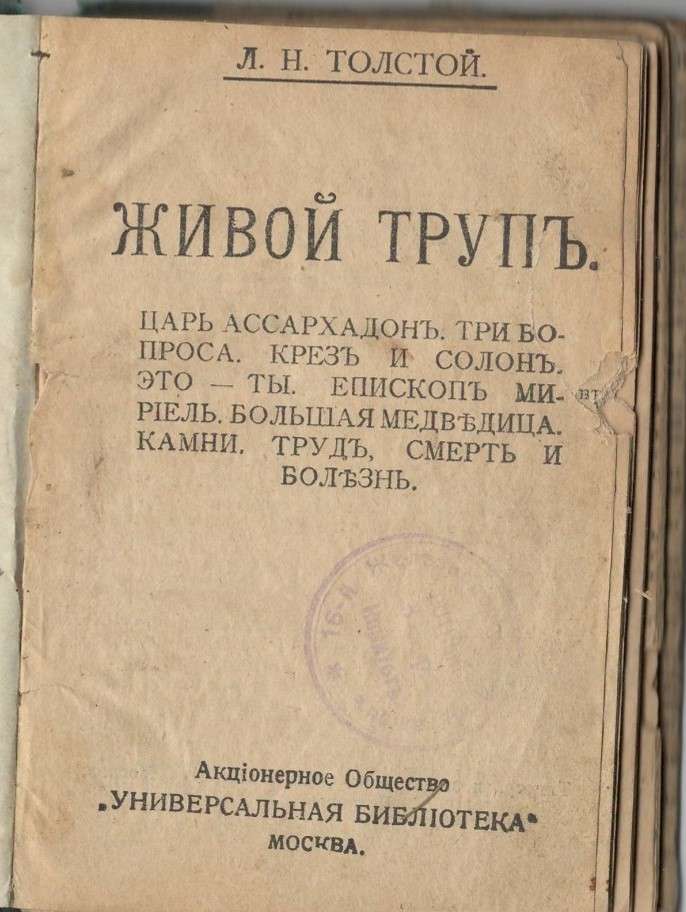 Л. Н. ТОЛСТОЙ.
ЖИВОЙ ТРУПЪ.
ЦАРЬ АССАРХАДОНЪ. ТРИ ВО-
ПРОСА. КРЕЗЪ И СОЛОНЪ.
ЭТО — ТЫ. ЕПИСКОПЪ МИ-
РІЕЛЬ. БОЛЬШАЯ МЕДВѢДИЦА.
КАМНИ. ТРУДЪ, СМЕРТЬ И
БОЛѢЗНЬ.
16-я
Акціонерное Общество
„УНИВЕРСАЛЬНАЯ БИБЛІОТЕКА“
МОСКВА.